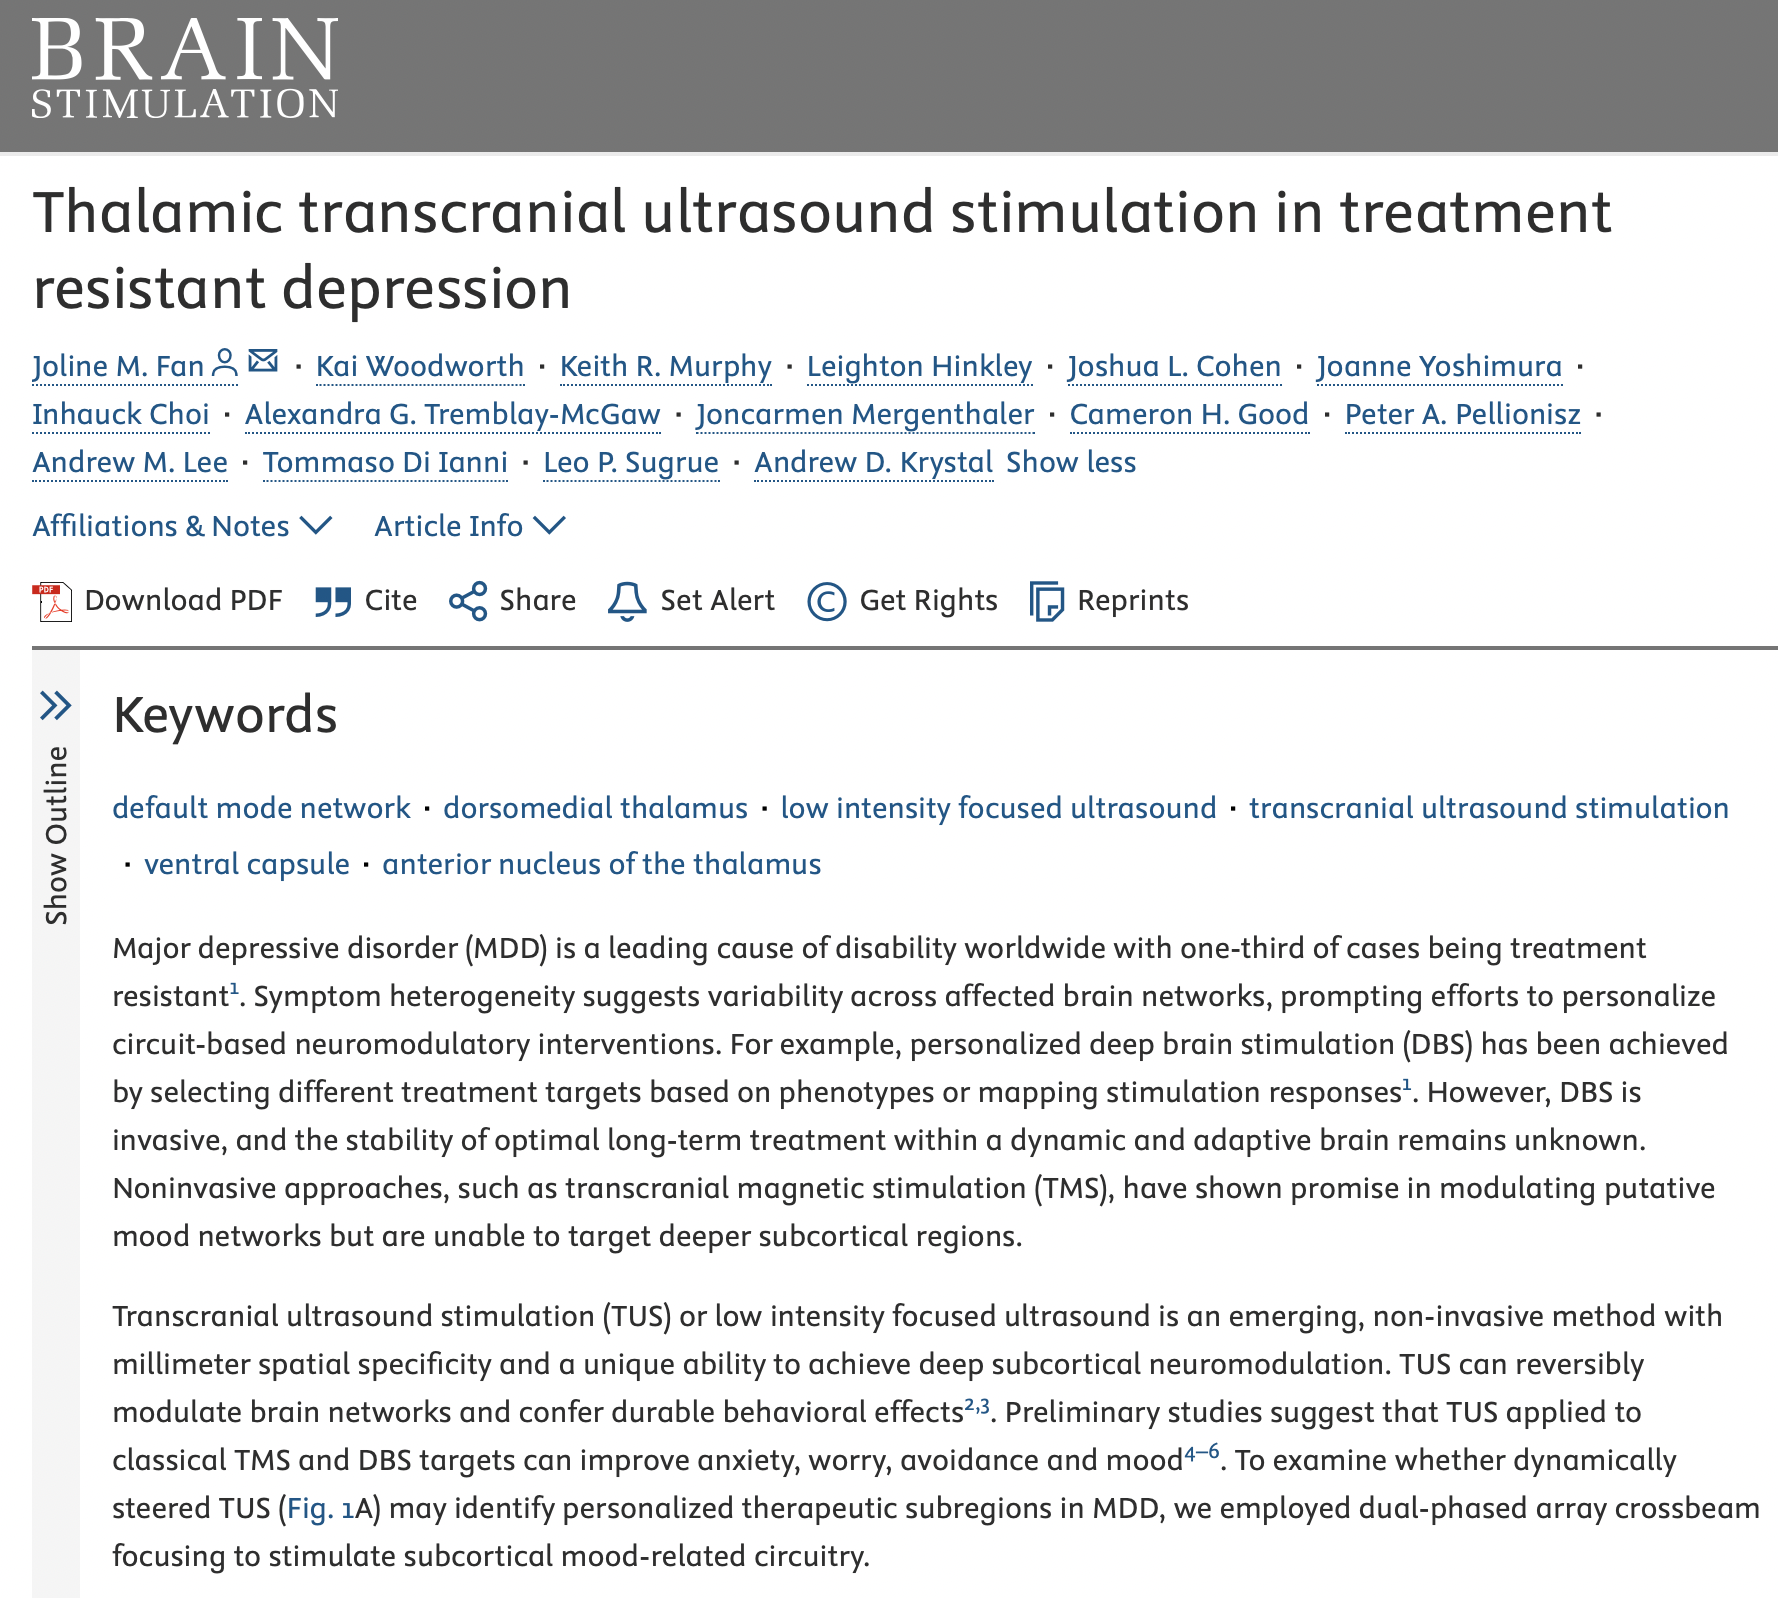 BRAIN
STIMULATION
Thalamic transcranial ultrasound stimulation in treatment
resistant depression
Joline M. Fan · Kai Woodworth · Keith R. Murphy · Leighton Hinkley · Joshua L. Cohen · Joanne Yoshimura ·
Inhauck Choi · Alexandra G. Tremblay-McGaw · Joncarmen Mergenthaler · Cameron H. Good · Peter A. Pellionisz ·
Andrew M. Lee · Tommaso Di Ianni · Leo P. Sugrue · Andrew D. Krystal Show less
Affiliations & Notes Article Info
PDF Download PDF Cite Share Set Alert Get Rights Reprints
Show Outline
Keywords
default mode network · dorsomedial thalamus · low intensity focused ultrasound · transcranial ultrasound stimulation
· ventral capsule · anterior nucleus of the thalamus
Major depressive disorder (MDD) is a leading cause of disability worldwide with one-third of cases being treatment
resistant¹. Symptom heterogeneity suggests variability across affected brain networks, prompting efforts to personalize
circuit-based neuromodulatory interventions. For example, personalized deep brain stimulation (DBS) has been achieved
by selecting different treatment targets based on phenotypes or mapping stimulation responses¹. However, DBS is
invasive, and the stability of optimal long-term treatment within a dynamic and adaptive brain remains unknown.
Noninvasive approaches, such as transcranial magnetic stimulation (TMS), have shown promise in modulating putative
mood networks but are unable to target deeper subcortical regions.
Transcranial ultrasound stimulation (TUS) or low intensity focused ultrasound is an emerging, non-invasive method with
millimeter spatial specificity and a unique ability to achieve deep subcortical neuromodulation. TUS can reversibly
modulate brain networks and confer durable behavioral effects²,³. Preliminary studies suggest that TUS applied to
classical TMS and DBS targets can improve anxiety, worry, avoidance and mood⁴–⁶. To examine whether dynamically
steered TUS (Fig. 1A) may identify personalized therapeutic subregions in MDD, we employed dual-phased array crossbeam
focusing to stimulate subcortical mood-related circuitry.